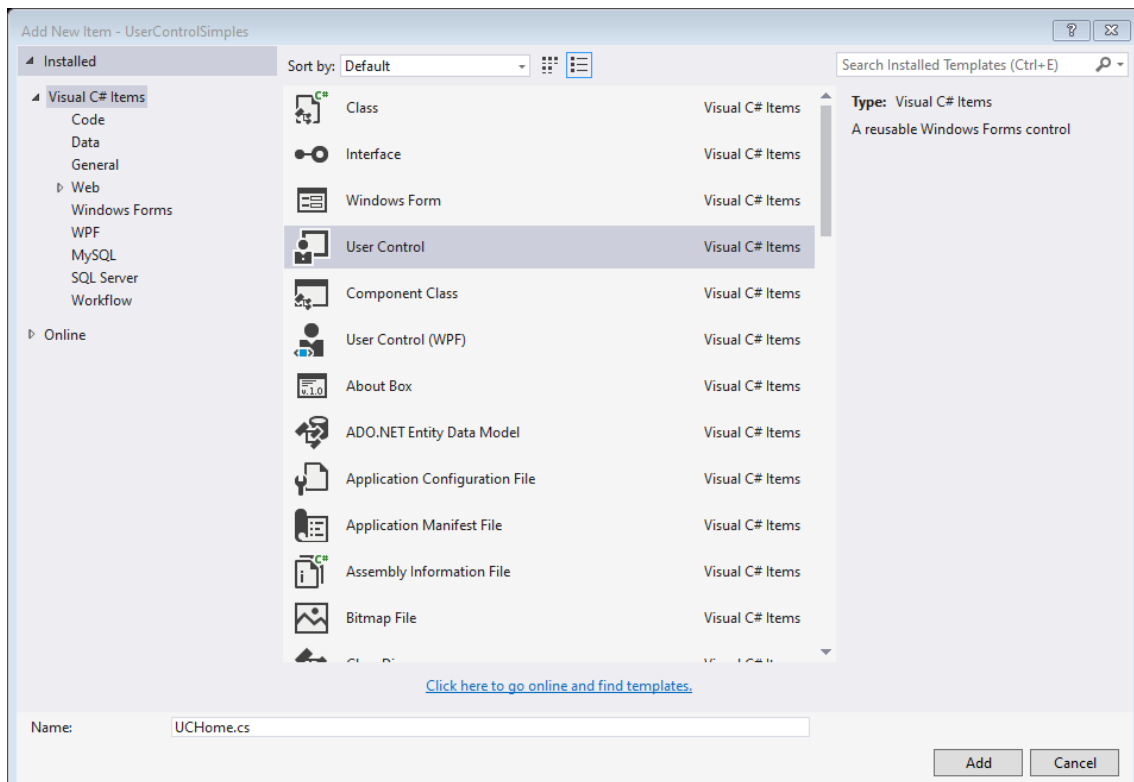 Add New Item - UserControlSimples
Installed
Sort by: Default
Search Installed Templates (Ctrl+E)
Visual C# Items
Code
Data
General
Web
Windows Forms
WPF
MySQL
SQL Server
Workflow
Online
C#
Class Visual C# Items
Interface Visual C# Items
Windows Form Visual C# Items
User Control Visual C# Items
Component Class Visual C# Items
User Control (WPF) Visual C# Items
v.1.0
About Box Visual C# Items
ADO.NET Entity Data Model Visual C# Items
Application Configuration File Visual C# Items
Application Manifest File Visual C# Items
C#
Assembly Information File Visual C# Items
Bitmap File Visual C# Items
Type: Visual C# Items
A reusable Windows Forms control
Click here to go online and find templates.
Name: UCHome.cs
Add Cancel